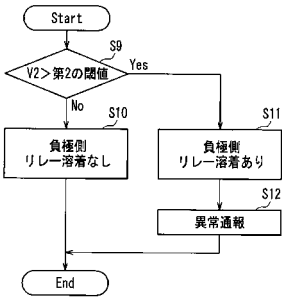 Start
S9
V2＞第2の閾値
Yes
No
S10
負極側
リレー溶着なし
S11
負極側
リレー溶着あり
S12
異常通報
End